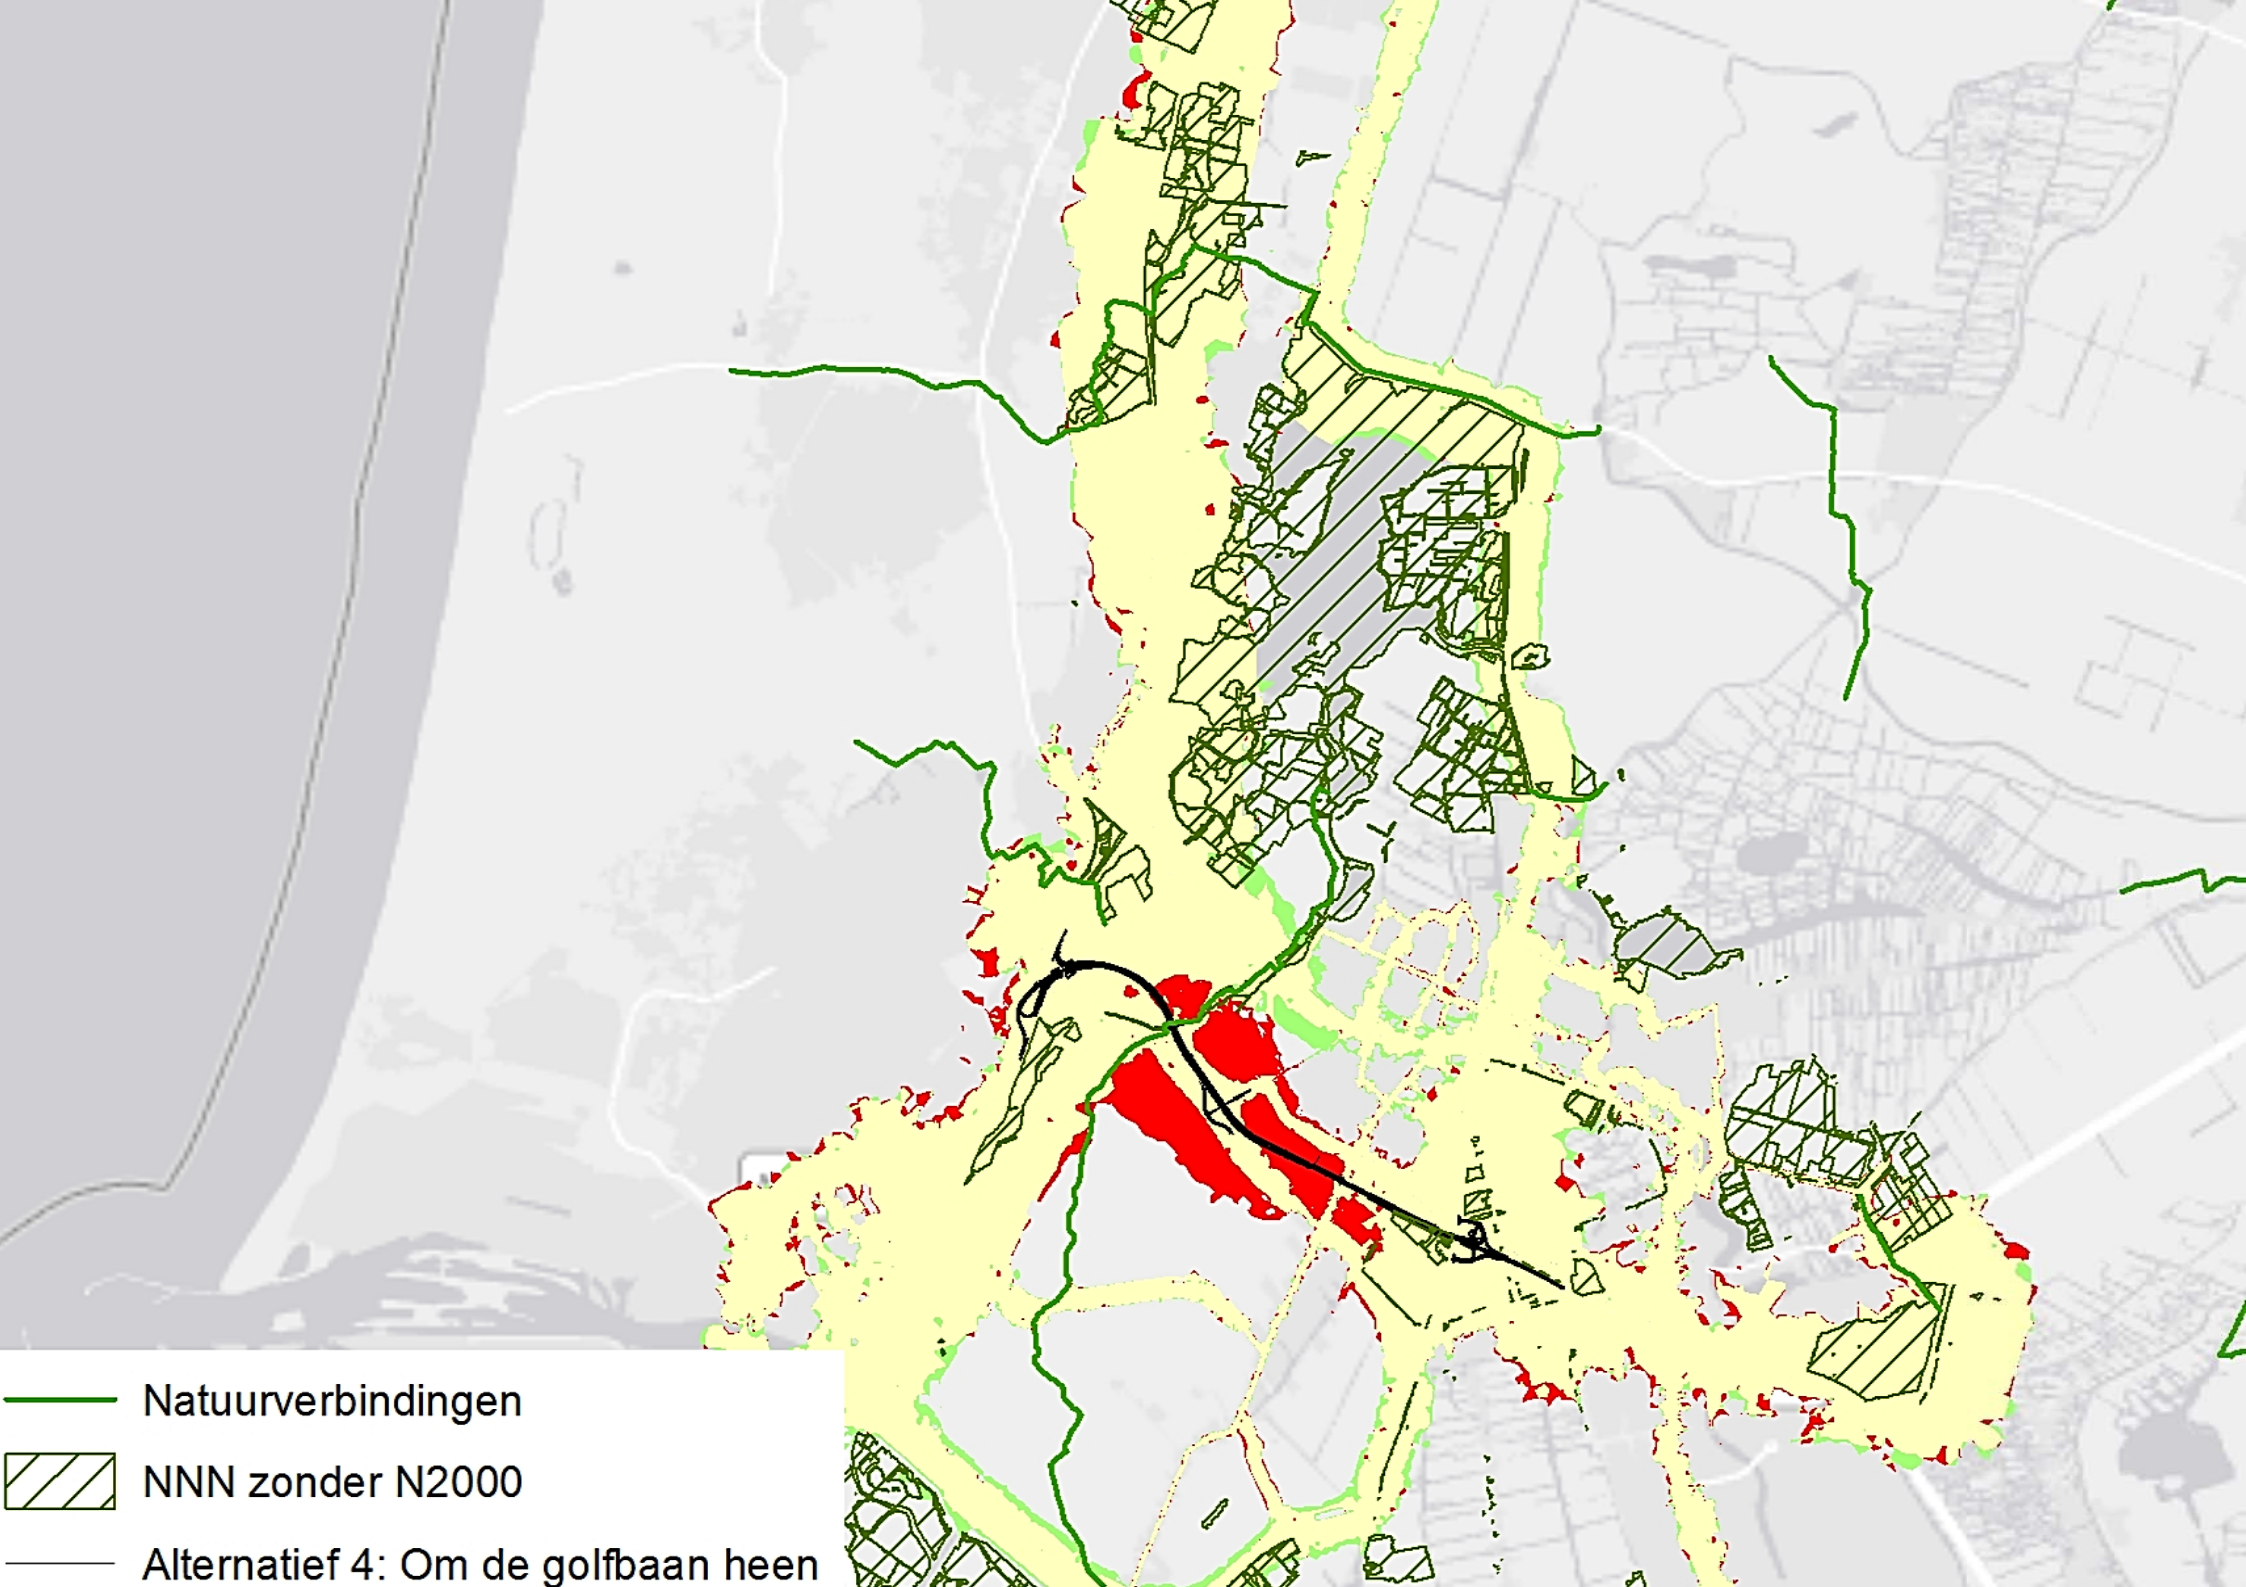 Natuurverbindingen
NNN zonder N2000
Alternatief 4: Om de golfbaan heen